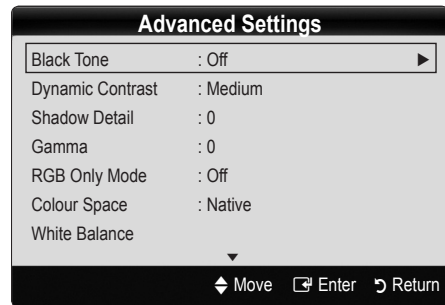 Advanced Settings
Black Tone : Off ▶
Dynamic Contrast : Medium
Shadow Detail : 0
Gamma : 0
RGB Only Mode : Off
Colour Space : Native
White Balance
▼
Move Enter Return